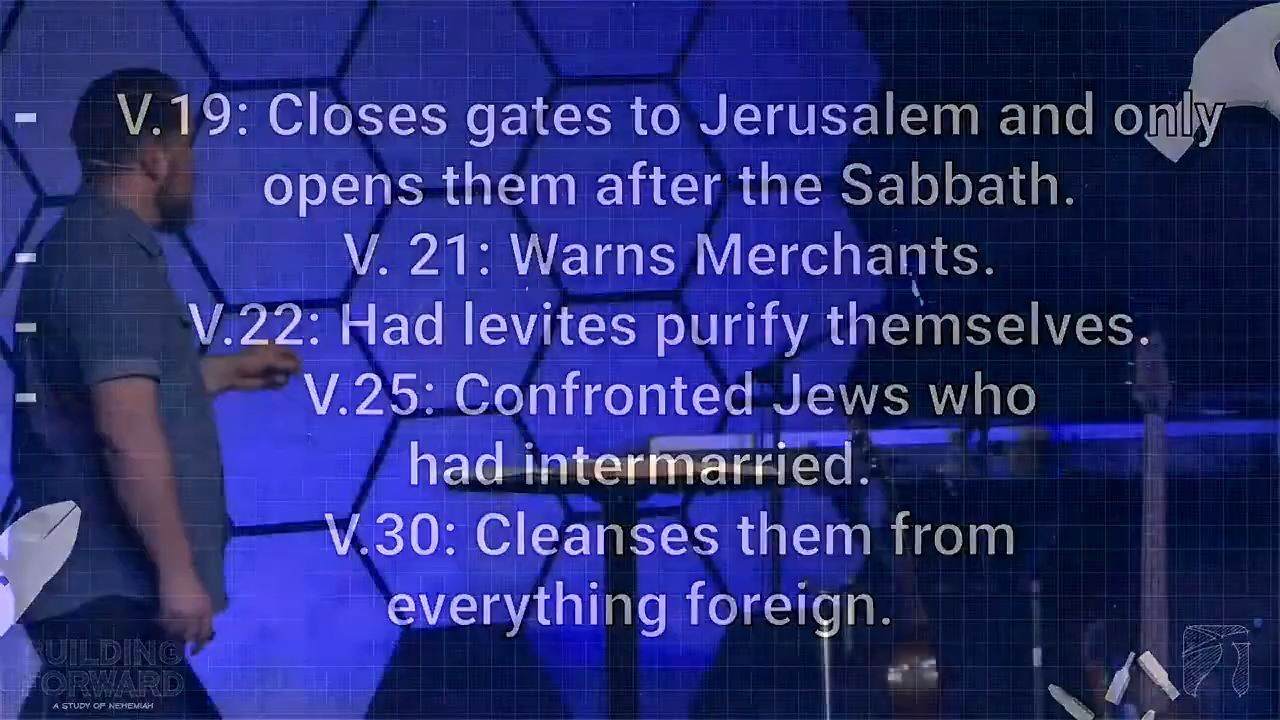 - V.19: Closes gates to Jerusalem and only
opens them after the Sabbath.
- V. 21: Warns Merchants.
- V.22: Had levites purify themselves.
- V.25: Confronted Jews who
had intermarried.
V.30: Cleanses them from
everything foreign.
BUILDING
FORWARD
A STUDY OF NEHEMIAH